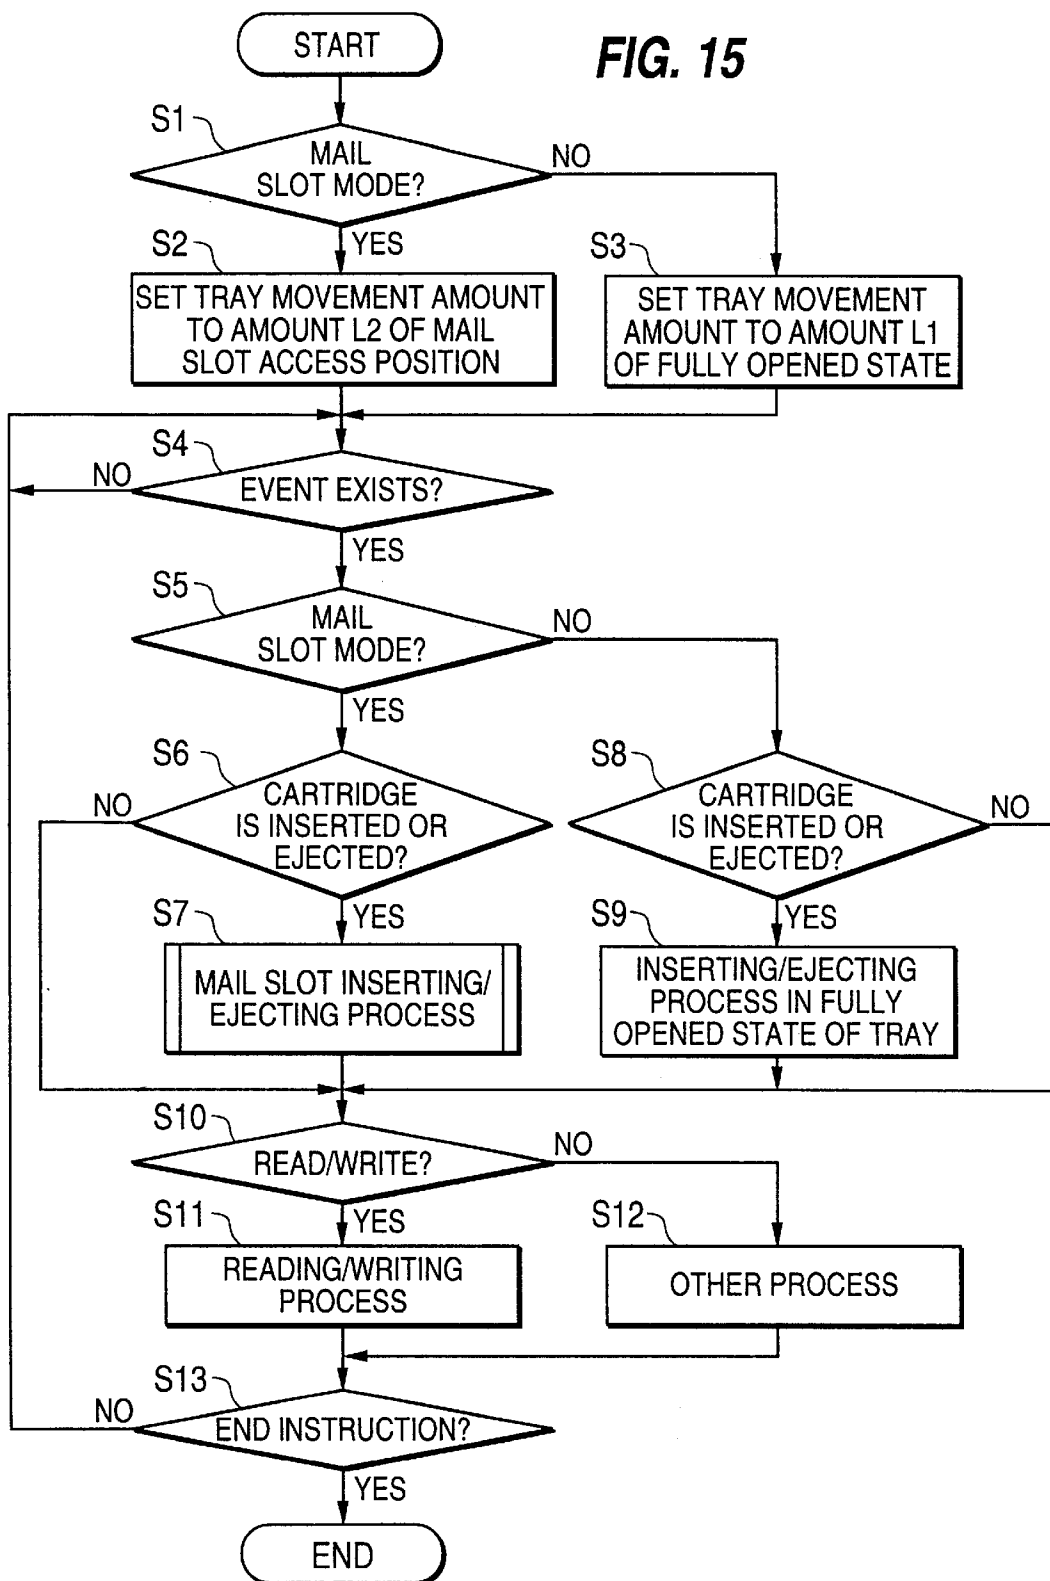 START
FIG. 15
S1
MAIL
SLOT MODE?
NO
YES
S2
SET TRAY MOVEMENT AMOUNT
TO AMOUNT L2 OF MAIL
SLOT ACCESS POSITION
S3
SET TRAY MOVEMENT
AMOUNT TO AMOUNT L1
OF FULLY OPENED STATE
S4
NO
EVENT EXISTS?
YES
S5
MAIL
SLOT MODE?
NO
YES
S6
NO
CARTRIDGE
IS INSERTED OR
EJECTED?
YES
S8
CARTRIDGE
IS INSERTED OR
EJECTED?
NO
YES
S7
MAIL SLOT INSERTING/
EJECTING PROCESS
S9
INSERTING/EJECTING
PROCESS IN FULLY
OPENED STATE OF TRAY
S10
READ/WRITE?
NO
YES
S11
READING/WRITING
PROCESS
S12
OTHER PROCESS
S13
NO
END INSTRUCTION?
YES
END